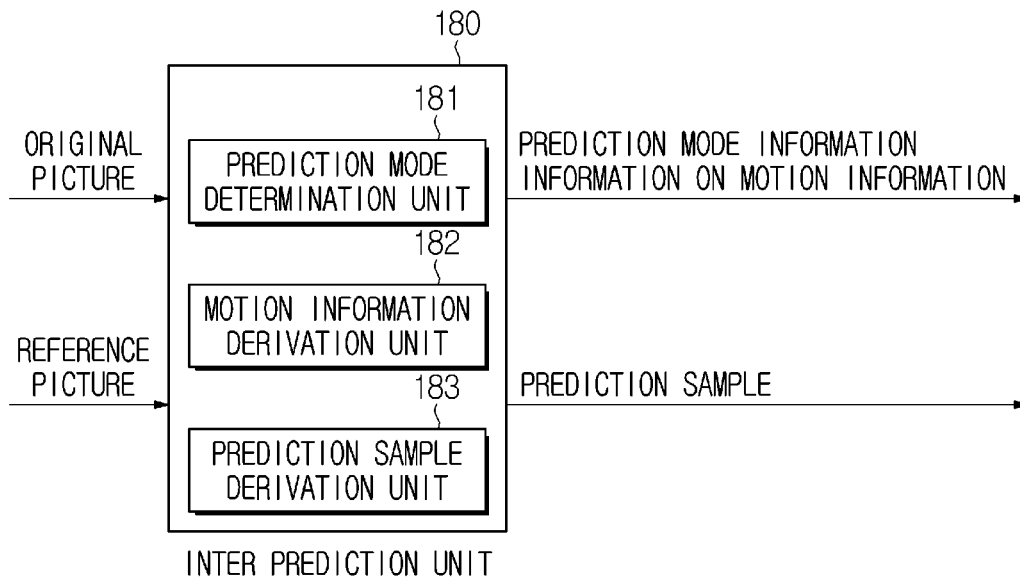 180
181
ORIGINAL
PICTURE
PREDICTION MODE
DETERMINATION UNIT
PREDICTION MODE INFORMATION
INFORMATION ON MOTION INFORMATION
182
MOTION INFORMATION
DERIVATION UNIT
REFERENCE
PICTURE
183
PREDICTION SAMPLE
PREDICTION SAMPLE
DERIVATION UNIT
INTER PREDICTION UNIT